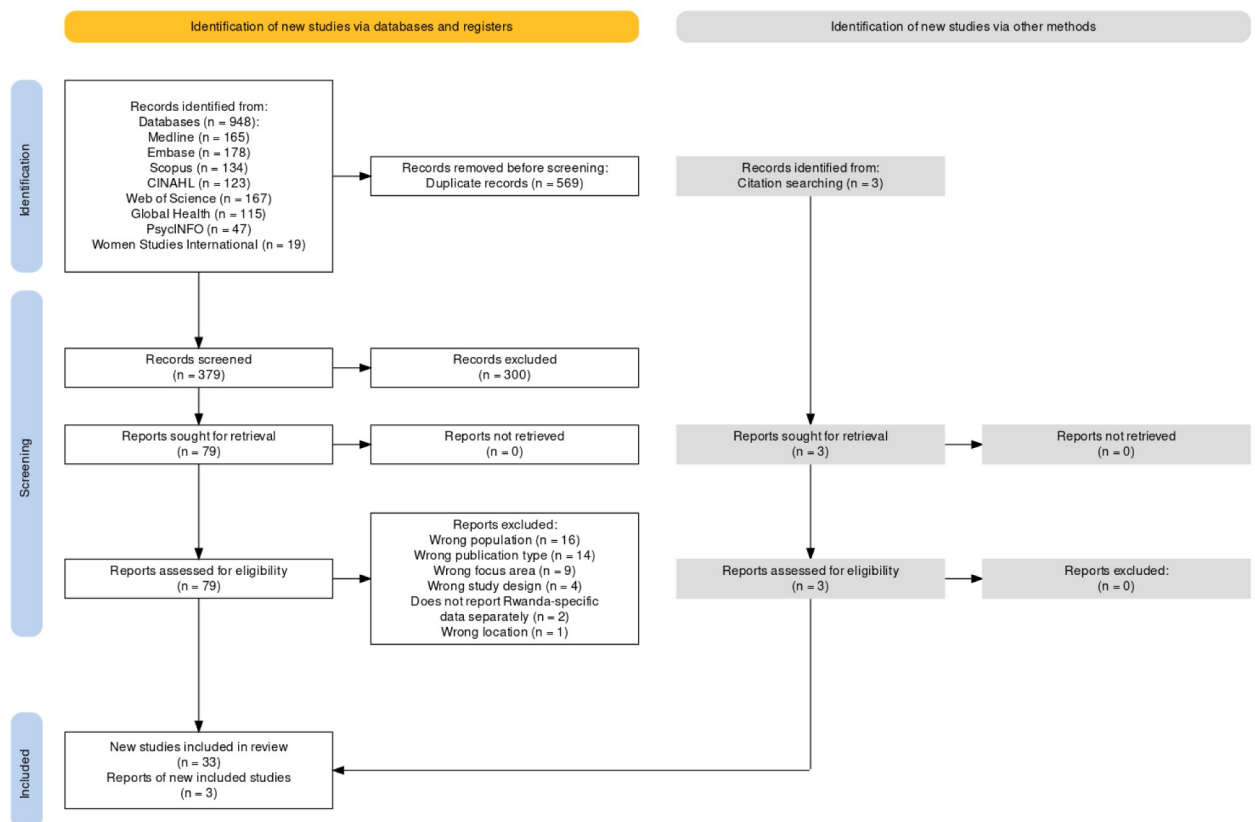 Identification of new studies via databases and registers
Identification of new studies via other methods
Identification
Records identified from:
Databases (n = 948):
Medline (n = 165)
Embase (n = 178)
Scopus (n = 134)
CINAHL (n = 123)
Web of Science (n = 167)
Global Health (n = 115)
PsycINFO (n = 47)
Women Studies International (n = 19)
Records removed before screening:
Duplicate records (n = 569)
Records identified from:
Citation searching (n = 3)
Screening
Records screened
(n = 379)
Records excluded
(n = 300)
Reports sought for retrieval
(n = 79)
Reports not retrieved
(n = 0)
Reports sought for retrieval
(n = 3)
Reports not retrieved
(n = 0)
Reports assessed for eligibility
(n = 79)
Reports excluded:
Wrong population (n = 16)
Wrong publication type (n = 14)
Wrong focus area (n = 9)
Wrong study design (n = 4)
Does not report Rwanda-specific
data separately (n = 2)
Wrong location (n = 1)
Reports assessed for eligibility
(n = 3)
Reports excluded:
(n = 0)
Included
New studies included in review
(n = 33)
Reports of new included studies
(n = 3)